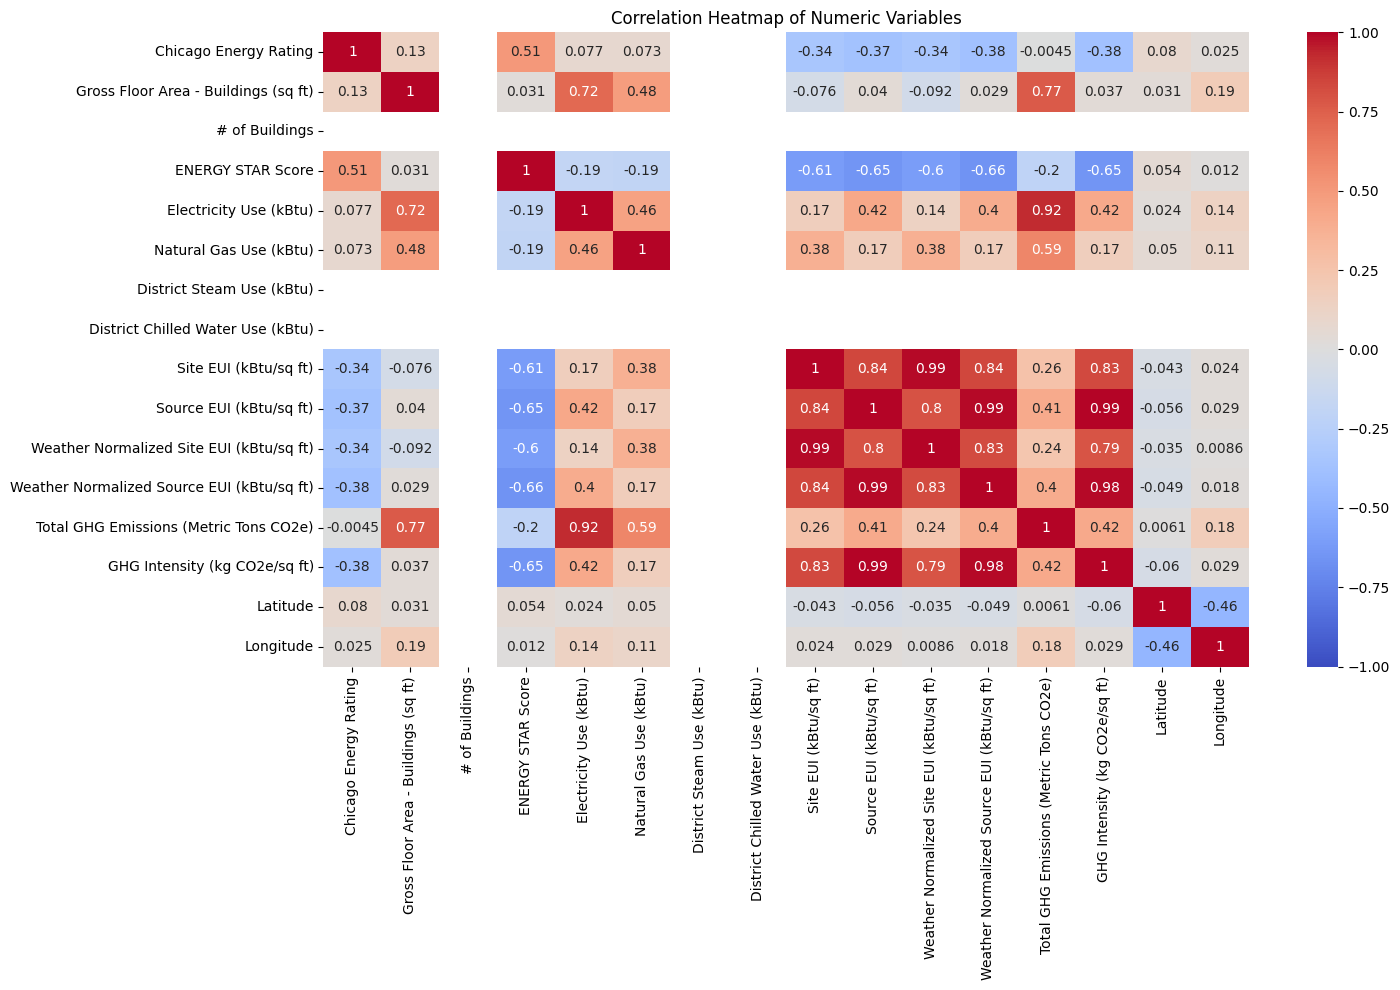 Correlation Heatmap of Numeric Variables
Chicago Energy Rating 1 0.13 0.51 0.077 0.073 -0.34 -0.37 -0.34 -0.38 -0.0045 -0.38 0.08 0.025
Gross Floor Area - Buildings (sq ft) 0.13 1 0.031 0.72 0.48 -0.076 0.04 -0.092 0.029 0.77 0.037 0.031 0.19
# of Buildings
ENERGY STAR Score 0.51 0.031 1 -0.19 -0.19 -0.61 -0.65 -0.6 -0.66 -0.2 -0.65 0.054 0.012
Electricity Use (kBtu) 0.077 0.72 -0.19 1 0.46 0.17 0.42 0.14 0.4 0.92 0.42 0.024 0.14
Natural Gas Use (kBtu) 0.073 0.48 -0.19 0.46 1 0.38 0.17 0.38 0.17 0.59 0.17 0.05 0.11
District Steam Use (kBtu)
District Chilled Water Use (kBtu)
Site EUI (kBtu/sq ft) -0.34 -0.076 -0.61 0.17 0.38 1 0.84 0.99 0.84 0.26 0.83 -0.043 0.024
Source EUI (kBtu/sq ft) -0.37 0.04 -0.65 0.42 0.17 0.84 1 0.8 0.99 0.41 0.99 -0.056 0.029
Weather Normalized Site EUI (kBtu/sq ft) -0.34 -0.092 -0.6 0.14 0.38 0.99 0.8 1 0.83 0.24 0.79 -0.035 0.0086
Weather Normalized Source EUI (kBtu/sq ft) -0.38 0.029 -0.66 0.4 0.17 0.84 0.99 0.83 1 0.4 0.98 -0.049 0.018
Total GHG Emissions (Metric Tons CO2e) -0.0045 0.77 -0.2 0.92 0.59 0.26 0.41 0.24 0.4 1 0.42 0.0061 0.18
GHG Intensity (kg CO2e/sq ft) -0.38 0.037 -0.65 0.42 0.17 0.83 0.99 0.79 0.98 0.42 1 -0.06 0.029
Latitude 0.08 0.031 0.054 0.024 0.05 -0.043 -0.056 -0.035 -0.049 0.0061 -0.06 1 -0.46
Longitude 0.025 0.19 0.012 0.14 0.11 0.024 0.029 0.0086 0.018 0.18 0.029 -0.46 1
Chicago Energy Rating
Gross Floor Area - Buildings (sq ft)
# of Buildings
ENERGY STAR Score
Electricity Use (kBtu)
Natural Gas Use (kBtu)
District Steam Use (kBtu)
District Chilled Water Use (kBtu)
Site EUI (kBtu/sq ft)
Source EUI (kBtu/sq ft)
Weather Normalized Site EUI (kBtu/sq ft)
Weather Normalized Source EUI (kBtu/sq ft)
Total GHG Emissions (Metric Tons CO2e)
GHG Intensity (kg CO2e/sq ft)
Latitude
Longitude
1.00
0.75
0.50
0.25
0.00
-0.25
-0.50
-0.75
-1.00